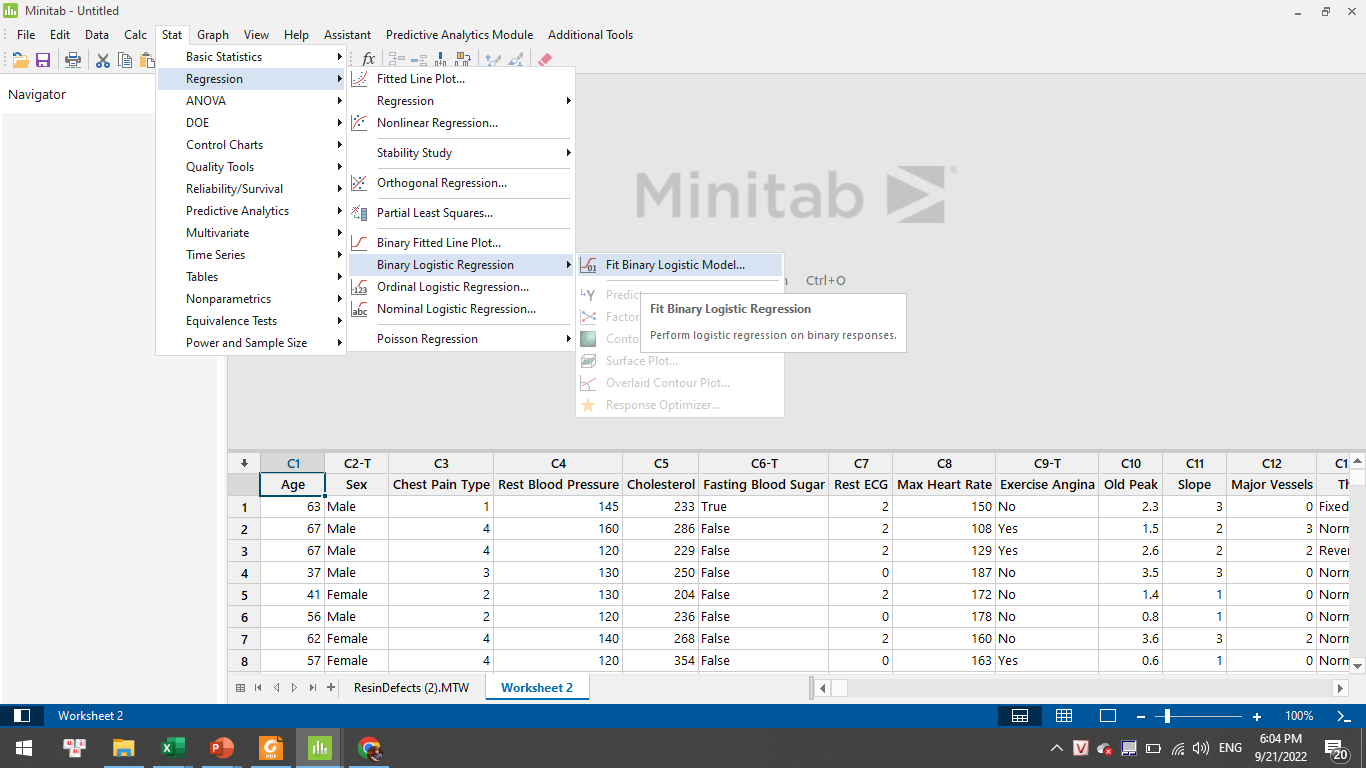 Minitab - Untitled
File Edit Data Calc Stat Graph View Help Assistant Predictive Analytics Module Additional Tools
fx
Navigator
Basic Statistics
Regression
ANOVA
DOE
Control Charts
Quality Tools
Reliability/Survival
Predictive Analytics
Multivariate
Time Series
Tables
Nonparametrics
Equivalence Tests
Power and Sample Size
Fitted Line Plot...
Regression
Nonlinear Regression...
Stability Study
Orthogonal Regression...
Partial Least Squares...
Binary Fitted Line Plot...
Binary Logistic Regression
Ordinal Logistic Regression...
Nominal Logistic Regression...
Poisson Regression
Fit Binary Logistic Model...
Surface Plot...
Overlaid Contour Plot...
Response Optimizer...
Fit Binary Logistic Regression
Perform logistic regression on binary responses.
Minitab
Ctrl+O
C1 C2-T C3 C4 C5 C6-T C7 C8 C9-T C10 C11 C12
Age Sex Chest Pain Type Rest Blood Pressure Cholesterol Fasting Blood Sugar Rest ECG Max Heart Rate Exercise Angina Old Peak Slope Major Vessels
1 63 Male 1 145 233 True 2 150 No 2.3 3 0 Fixed
2 67 Male 4 160 286 False 2 108 Yes 1.5 2 3
3 67 Male 4 120 229 False 2 129 Yes 2.6 2 2
4 37 Male 3 130 250 False 0 187 No 3.5 3 0
5 41 Female 2 130 204 False 2 172 No 1.4 1 0
6 56 Male 2 120 236 False 0 178 No 0.8 1 0
7 62 Female 4 140 268 False 2 160 No 3.6 3 2
8 57 Female 4 120 354 False 0 163 Yes 0.6 1 0
ResinDefects (2).MTW Worksheet 2
Worksheet 2 100%
ENG 6:04 PM
9/21/2022
20